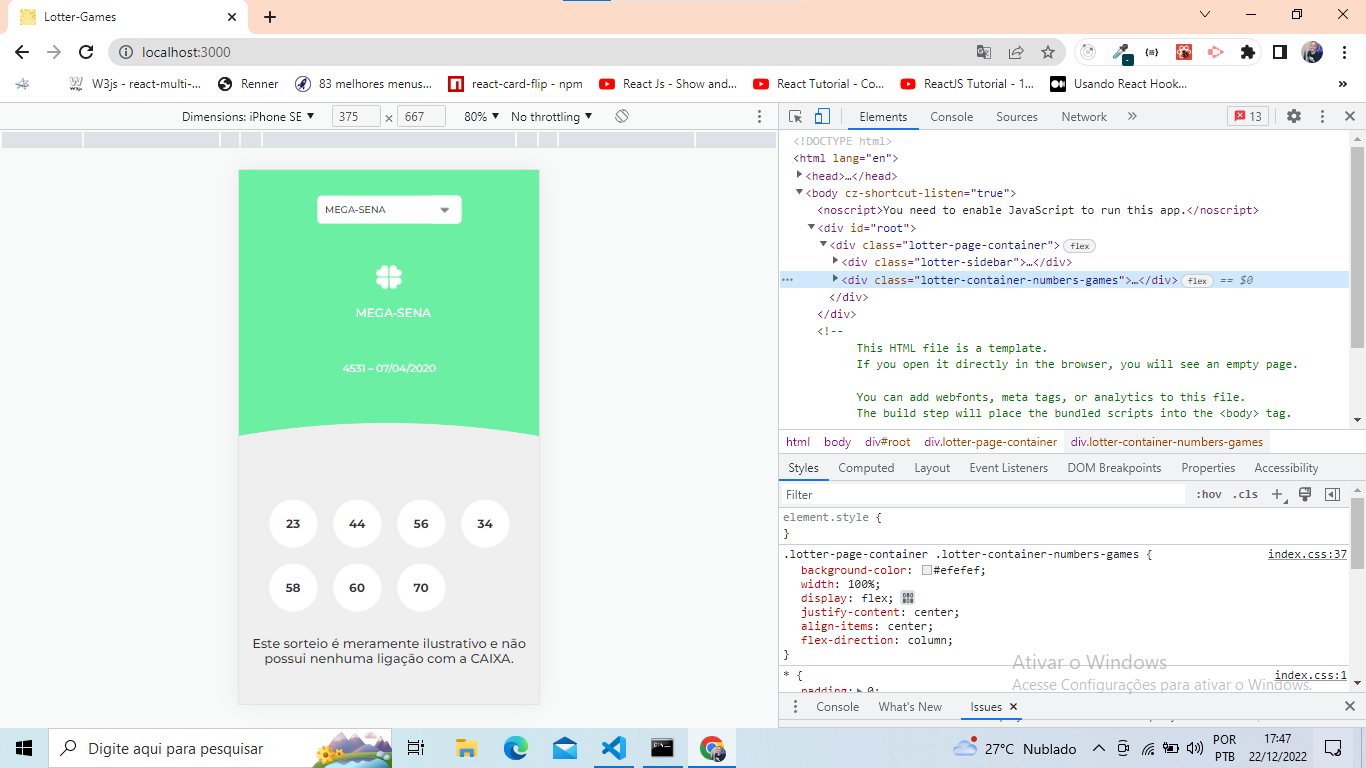 Lotter-Games
localhost:3000
W3js - react-multi-... Renner 83 melhores menus... react-card-flip - npm React Js - Show and... React Tutorial - Co... ReactJS Tutorial - 1... Usando React Hook... »
Dimensions: iPhone SE 375 × 667 80% No throttling
Elements Console Sources Network » 13
MEGA-SENA
MEGA-SENA
4531 – 07/04/2020
23 44 56 34
58 60 70
Este sorteio é meramente ilustrativo e não
possui nenhuma ligação com a CAIXA.
<!DOCTYPE html>
<html lang="en">
<head>…</head>
<body cz-shortcut-listen="true">
<noscript>You need to enable JavaScript to run this app.</noscript>
<div id="root">
<div class="lotter-page-container"> flex
<div class="lotter-sidebar">…</div>
<div class="lotter-container-numbers-games">…</div> flex == $0
</div>
</div>
<!--
This HTML file is a template.
If you open it directly in the browser, you will see an empty page.
You can add webfonts, meta tags, or analytics to this file.
The build step will place the bundled scripts into the <body> tag.
html body div#root div.lotter-page-container div.lotter-container-numbers-games
Styles Computed Layout Event Listeners DOM Breakpoints Properties Accessibility
Filter :hov .cls
element.style {
}
.lotter-page-container .lotter-container-numbers-games { index.css:37
background-color: #efefef;
width: 100%;
display: flex;
justify-content: center;
align-items: center;
flex-direction: column;
}
* { index.css:1
padding: 0;
Ativar o Windows
Acesse Configurações para ativar o Windows.
Console What's New Issues
Digite aqui para pesquisar
27°C Nublado
POR
PTB
17:47
22/12/2022